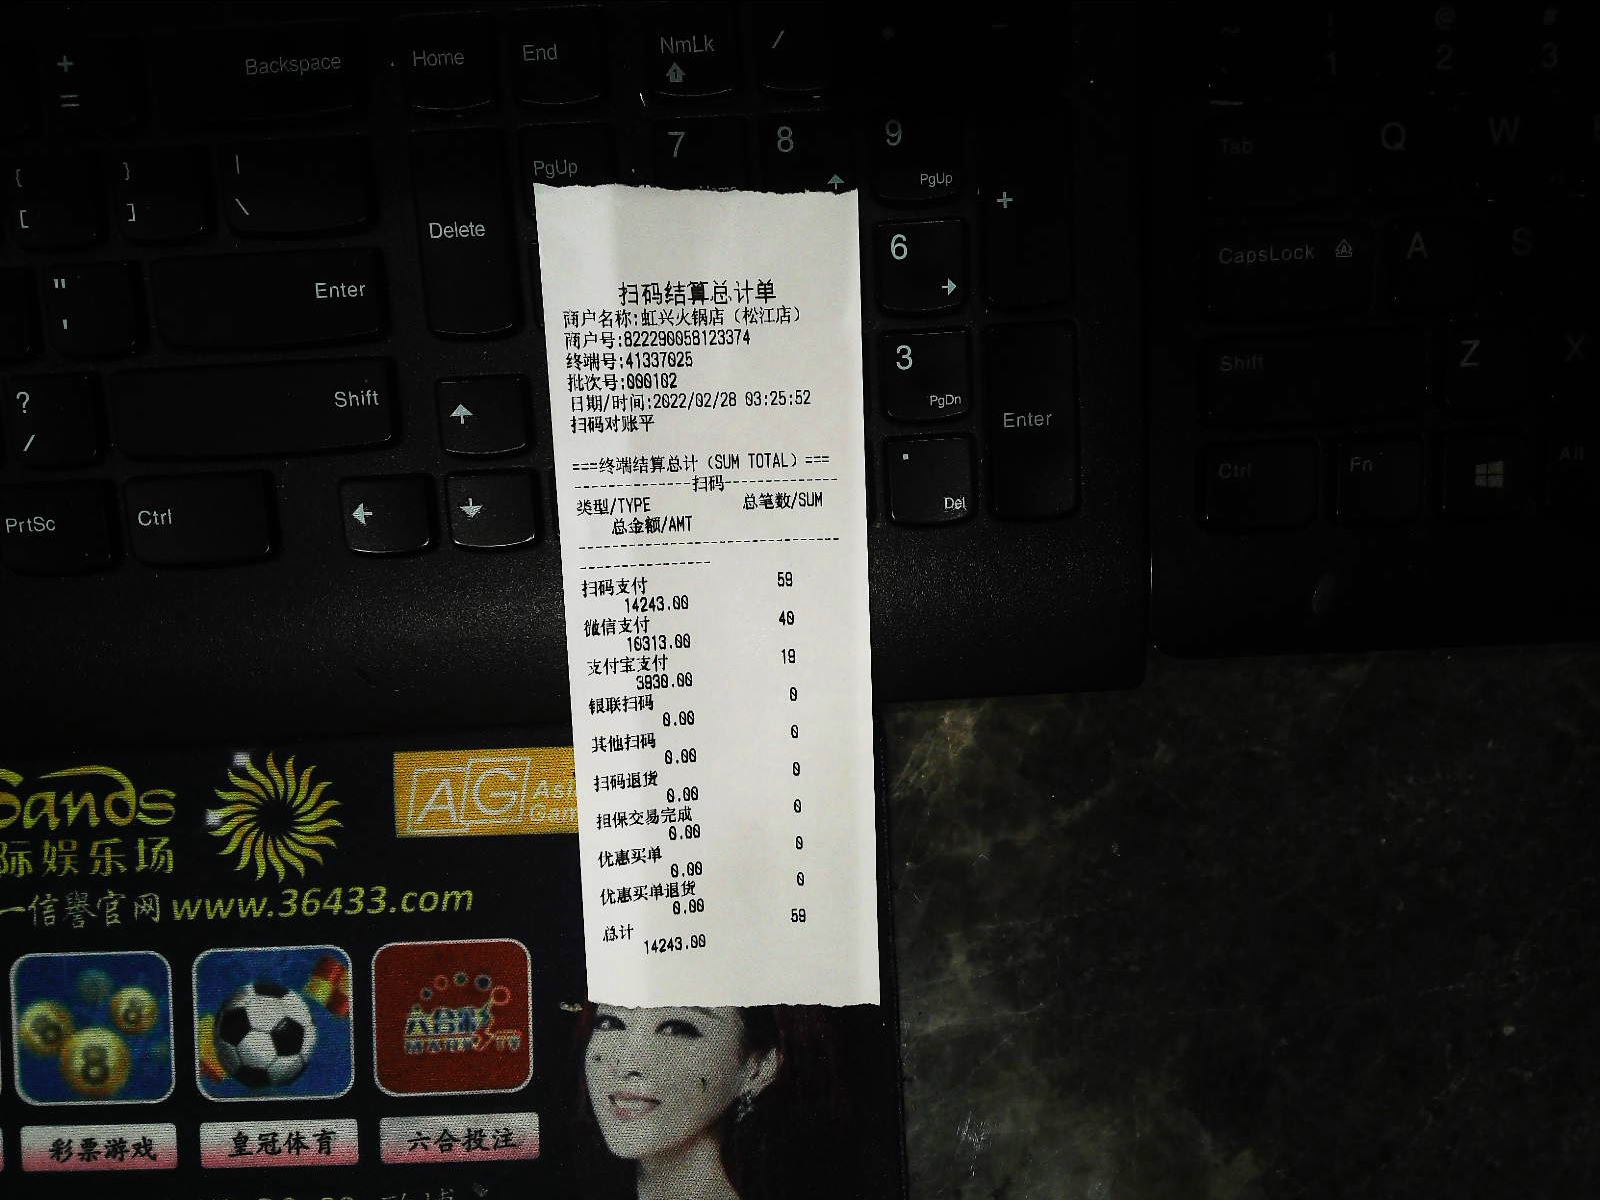 +
=
Backspace
Home
End
NmLk
/
{
[
}
]
|
\
Delete
PgUp
7
8
9
PgUp
+
"
'
Enter
6
?
/
Shift
3
PgDn
Enter
PrtSc
Ctrl
.
Del
~
!
1
@
2
#
3
Tab
Q
W
CapsLock
A
S
Shift
Z
X
Ctrl
Fn
扫码结算总计单
商户名称:虹兴火锅店（松江店）
商户号:822290058123374
终端号:41337025
批次号:000102
日期/时间:2022/02/28 03:25:52
扫码对账平
===终端结算总计（SUM TOTAL）===
--------------扫码--------------
类型/TYPE 总笔数/SUM
总金额/AMT
扫码支付 59
14243.00
微信支付 40
10313.00
支付宝支付 19
3930.00
银联扫码 0
0.00
其他扫码 0
0.00
扫码退货 0
0.00
担保交易完成 0
0.00
优惠买单 0
0.00
优惠买单退货 0
0.00
总计 59
14243.00
Sands
际娱乐场
AG
一信誉官网www.36433.com
8
彩票游戏
皇冠体育
六合投注